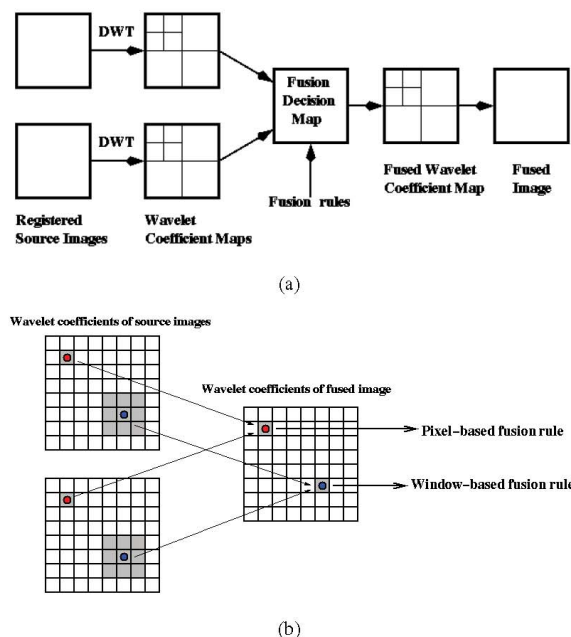 DWT
DWT
Fusion
Decision
Map
Fusion rules
Registered
Source Images
Wavelet
Coefficient Maps
Fused Wavelet
Coefficient Map
Fused
Image
(a)
Wavelet coefficients of source images
Wavelet coefficients of fused image
Pixel-based fusion rule
Window-based fusion rule
(b)